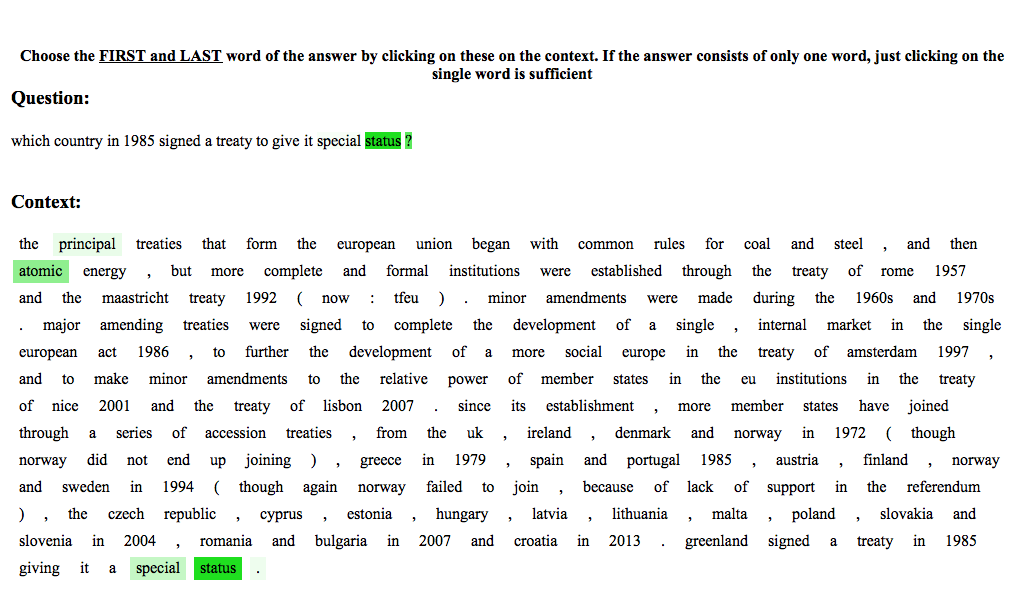 Choose the FIRST and LAST word of the answer by clicking on these on the context. If the answer consists of only one word, just clicking on the
single word is sufficient
Question:
which country in 1985 signed a treaty to give it special status ?
Context:
the principal treaties that form the european union began with common rules for coal and steel , and then
atomic energy , but more complete and formal institutions were established through the treaty of rome 1957
and the maastricht treaty 1992 ( now : tfeu ) . minor amendments were made during the 1960s and 1970s
. major amending treaties were signed to complete the development of a single , internal market in the single
european act 1986 , to further the development of a more social europe in the treaty of amsterdam 1997 ,
and to make minor amendments to the relative power of member states in the eu institutions in the treaty
of nice 2001 and the treaty of lisbon 2007 . since its establishment , more member states have joined
through a series of accession treaties , from the uk , ireland , denmark and norway in 1972 ( though
norway did not end up joining ) , greece in 1979 , spain and portugal 1985 , austria , finland , norway
and sweden in 1994 ( though again norway failed to join , because of lack of support in the referendum
) , the czech republic , cyprus , estonia , hungary , latvia , lithuania , malta , poland , slovakia and
slovenia in 2004 , romania and bulgaria in 2007 and croatia in 2013 . greenland signed a treaty in 1985
giving it a special status .